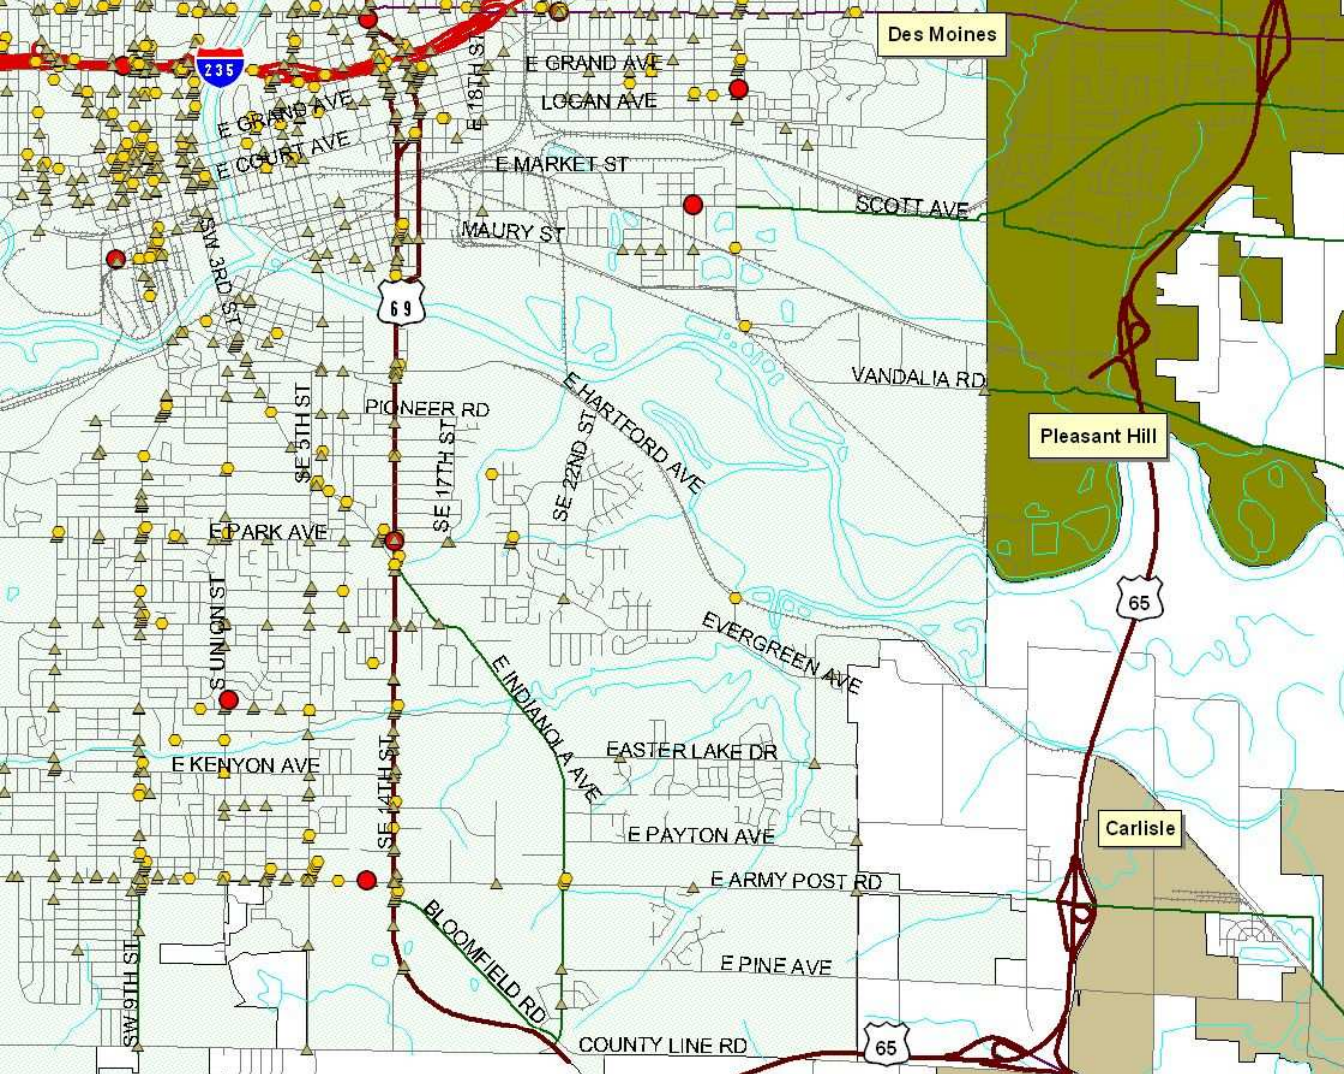 Des Moines
E GRAND AVE
E 18TH ST
235
LOGAN AVE
E GRAND AVE
E COURT AVE
E MARKET ST
SCOTT AVE
MAURY ST
SW 3RD ST
69
VANDALIA RD
E HARTFORD AVE
PIONEER RD
SE 5TH ST
SE 17TH ST
SE 22ND ST
Pleasant Hill
E PARK AVE
65
S UNION ST
EVERGREEN AVE
E INDIANOLA AVE
EASTER LAKE DR
E KENYON AVE
SE 14TH ST
E PAYTON AVE
Carlisle
E ARMY POST RD
BLOOMFIELD RD
SW 9TH ST
E PINE AVE
COUNTY LINE RD
65